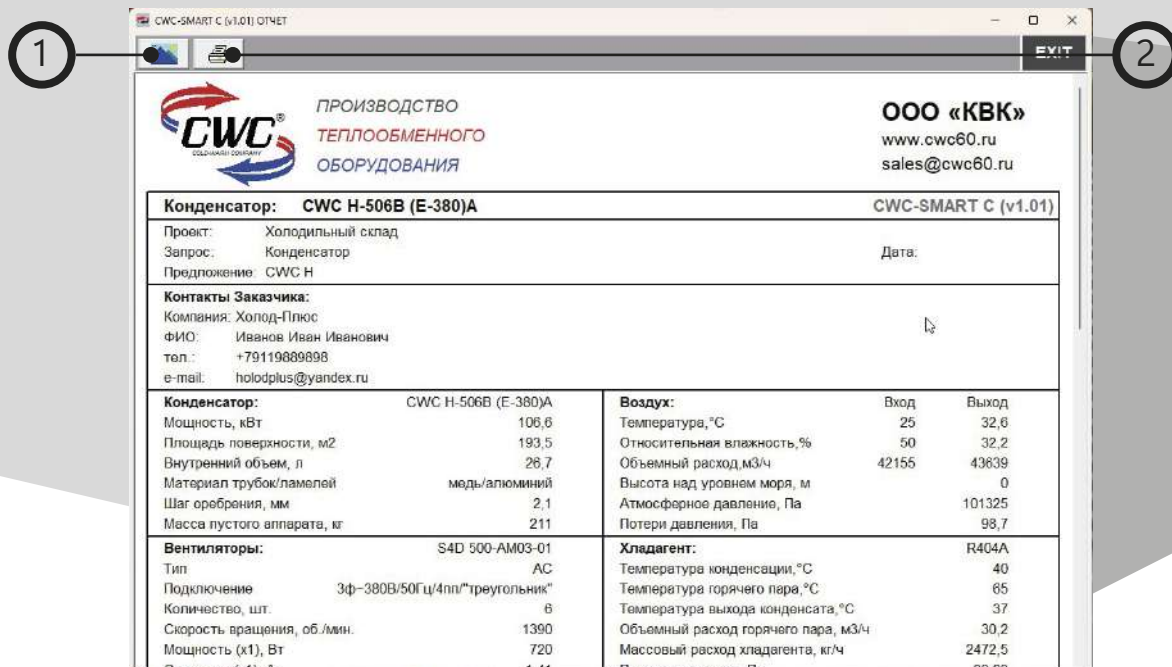 CWC-SMART C (v1.01) ОТЧЕТ
1
EXIT
2
CWC®
ПРОИЗВОДСТВО
ТЕПЛООБМЕННОГО
ОБОРУДОВАНИЯ
ООО «КВК»
www.cwc60.ru
sales@cwc60.ru
Конденсатор: CWC H-506B (E-380)A CWC-SMART C (v1.01)
Проект: Холодильный склад
Запрос: Конденсатор Дата:
Предложение: CWC H
Контакты Заказчика:
Компания: Холод-Плюс
ФИО: Иванов Иван Иванович
тел.: +79119889898
e-mail: holodplus@yandex.ru
Конденсатор: CWC H-506B (E-380)A Воздух: Вход Выход
Мощность, кВт 106,6 Температура,°C 25 32,6
Площадь поверхности, м2 193,5 Относительная влажность,% 50 32,2
Внутренний объем, л 26,7 Объемный расход,м3/ч 42155 43639
Материал трубок/ламелей медь/алюминий Высота над уровнем моря, м 0
Шаг оребрения, мм 2,1 Атмосферное давление, Па 101325
Масса пустого аппарата, кг 211 Потери давления, Па 98,7
Вентиляторы: S4D 500-AM03-01 Хладагент: R404A
Тип AC Температура конденсации,°C 40
Подключение 3ф~380В/50Гц/4пп/"треугольник" Температура горячего пара,°C 65
Количество, шт. 6 Температура выхода конденсата,°C 37
Скорость вращения, об./мин. 1390 Объемный расход горячего пара, м3/ч 30,2
Мощность (x1), Вт 720 Массовый расход хладагента, кг/ч 2472,5